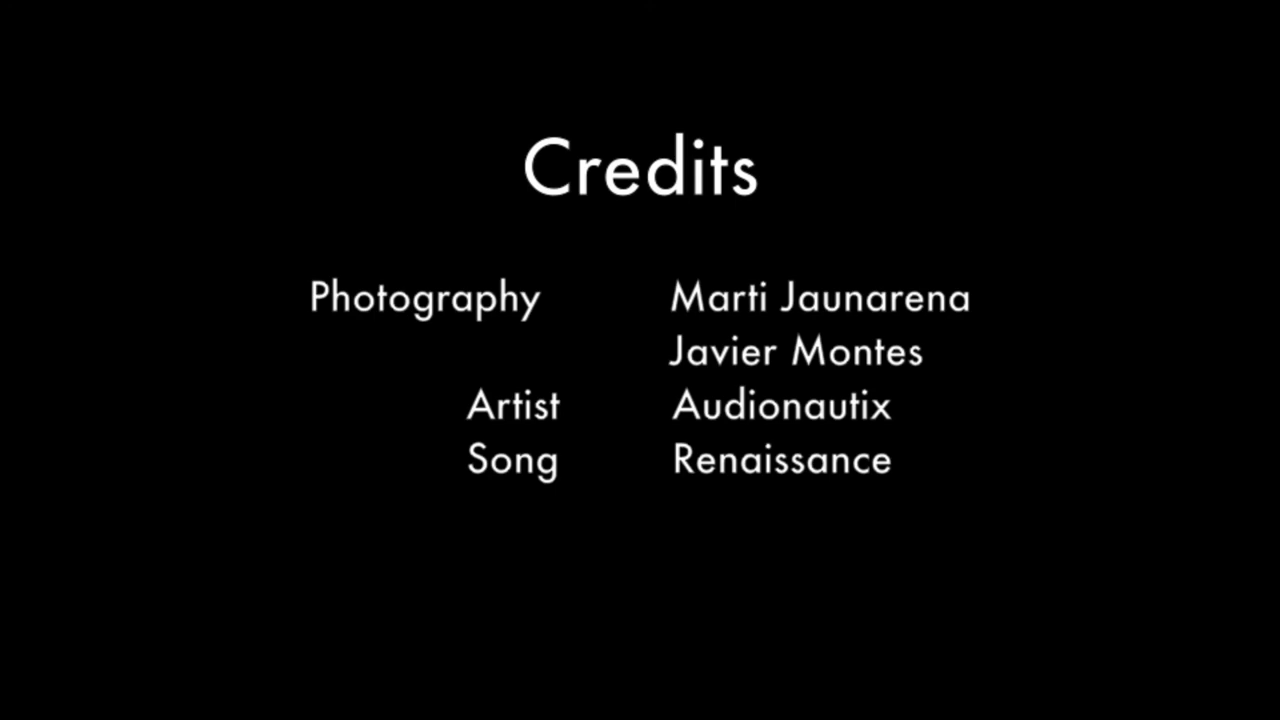 Credits
Photography Marti Jaunarena
Javier Montes
Artist Audionautix
Song Renaissance